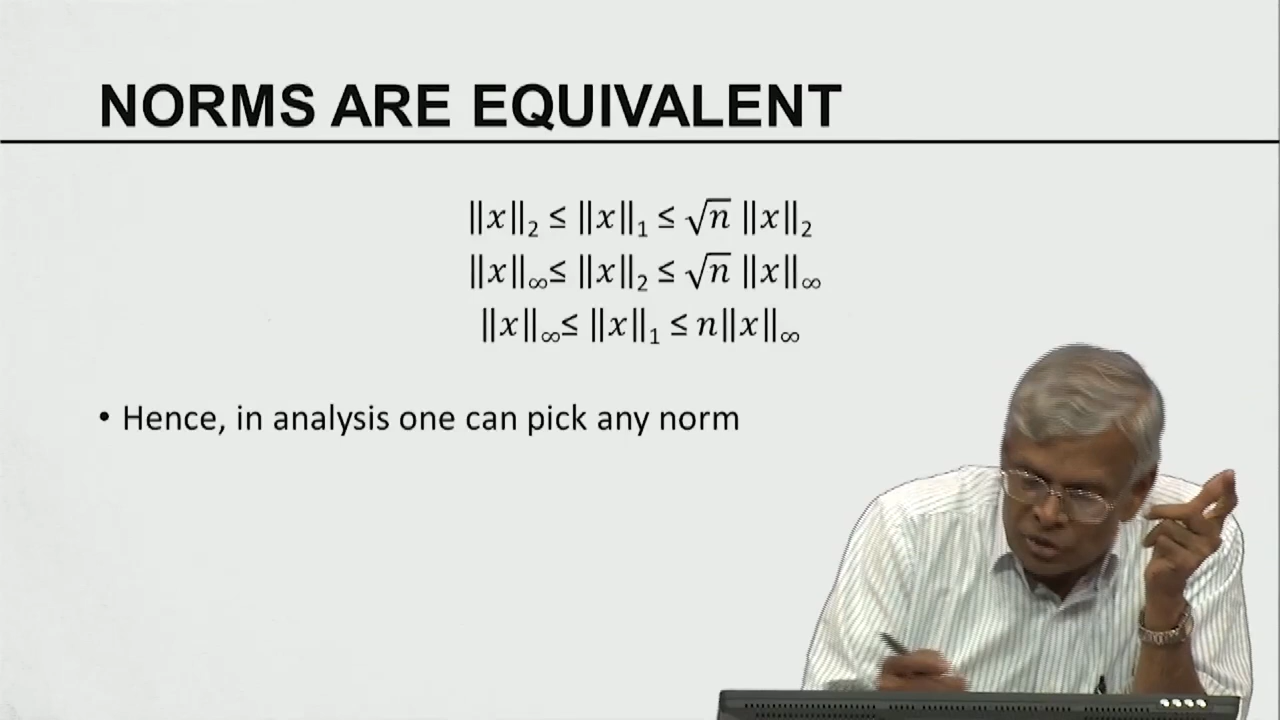 NORMS ARE EQUIVALENT
‖x‖₂ ≤ ‖x‖₁ ≤ √n ‖x‖₂
‖x‖∞≤ ‖x‖₂ ≤ √n ‖x‖∞
‖x‖∞≤ ‖x‖₁ ≤ n‖x‖∞
• Hence, in analysis one can pick any norm